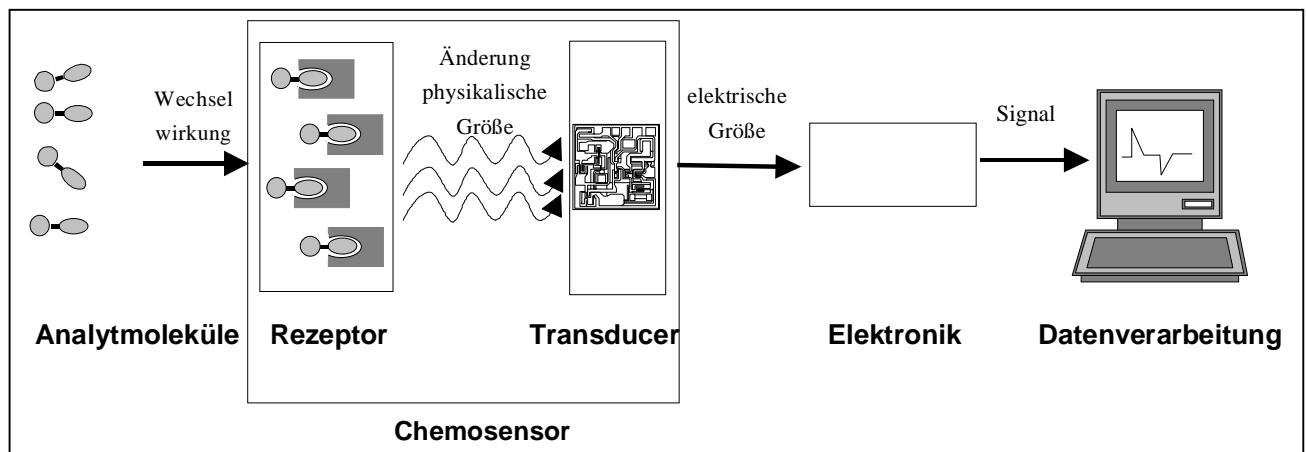 Wechsel
wirkung
Änderung
physikalische
Größe
elektrische
Größe
Signal
Analytmoleküle
Rezeptor
Transducer
Elektronik
Datenverarbeitung
Chemosensor